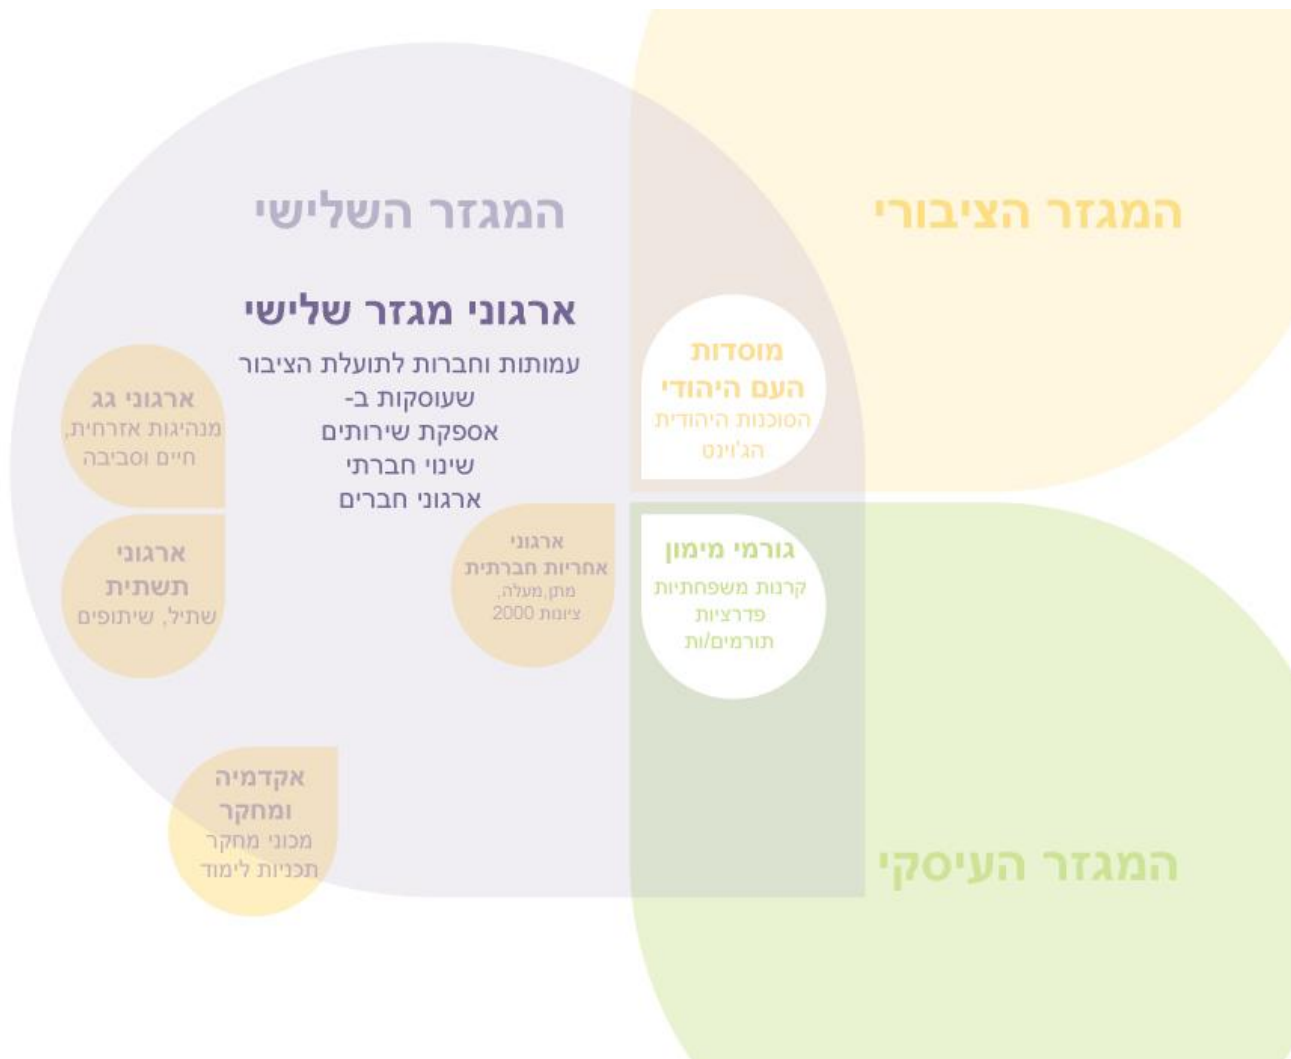 המגזר הציבורי
המגזר השלישי
ארגוני מגזר שלישי
עמותות וחברות לתועלת הציבור
שעוסקות ב-
אספקת שירותים
שינוי חברתי
ארגוני חברים
מוסדות
העם היהודי
הסוכנות היהודית
הג'וינט
ארגוני גג
מנהיגות אזרחית,
חיים וסביבה
ארגוני
תשתית
שתיל, שיתופים
ארגוני
אחריות חברתית
מתן,מעלה,
ציונות 2000
גורמי מימון
קרנות משפחתיות
פדרציות
תורמים/ות
אקדמיה
ומחקר
מכוני מחקר
תכניות לימוד
המגזר העיסקי